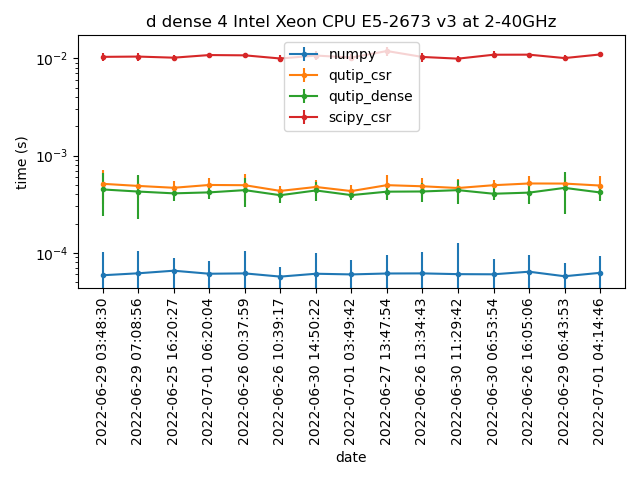 d dense 4 Intel Xeon CPU E5-2673 v3 at 2-40GHz
numpy
qutip_csr
qutip_dense
scipy_csr
time (s)
10⁻²
10⁻³
10⁻⁴
2022-06-29 03:48:30
2022-06-29 07:08:56
2022-06-25 16:20:27
2022-07-01 06:20:04
2022-06-26 00:37:59
2022-06-26 10:39:17
2022-06-30 14:50:22
2022-07-01 03:49:42
2022-06-27 13:47:54
2022-06-26 13:34:43
2022-06-30 11:29:42
2022-06-30 06:53:54
2022-06-26 16:05:06
2022-06-29 06:43:53
2022-07-01 04:14:46
date